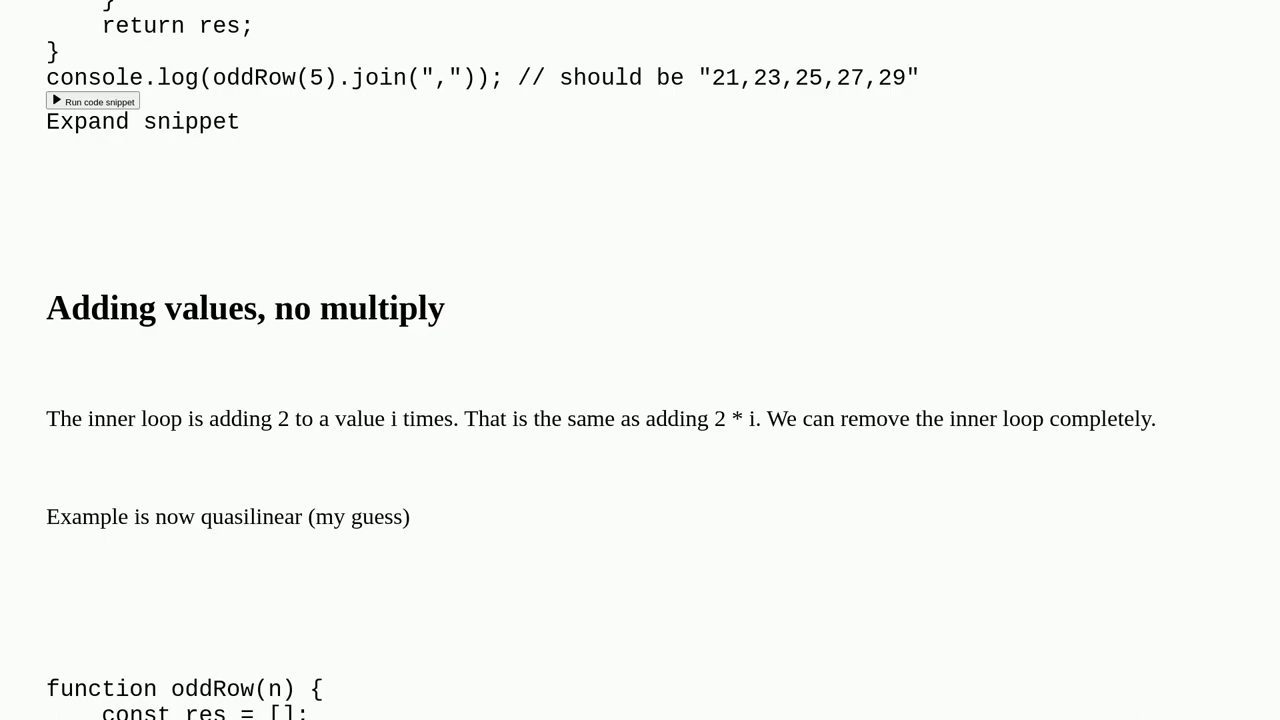 }
return res;
}
console.log(oddRow(5).join(",")); // should be "21,23,25,27,29"
Run code snippet
Expand snippet
Adding values, no multiply
The inner loop is adding 2 to a value i times. That is the same as adding 2 * i. We can remove the inner loop completely.
Example is now quasilinear (my guess)
function oddRow(n) {
const res = [];